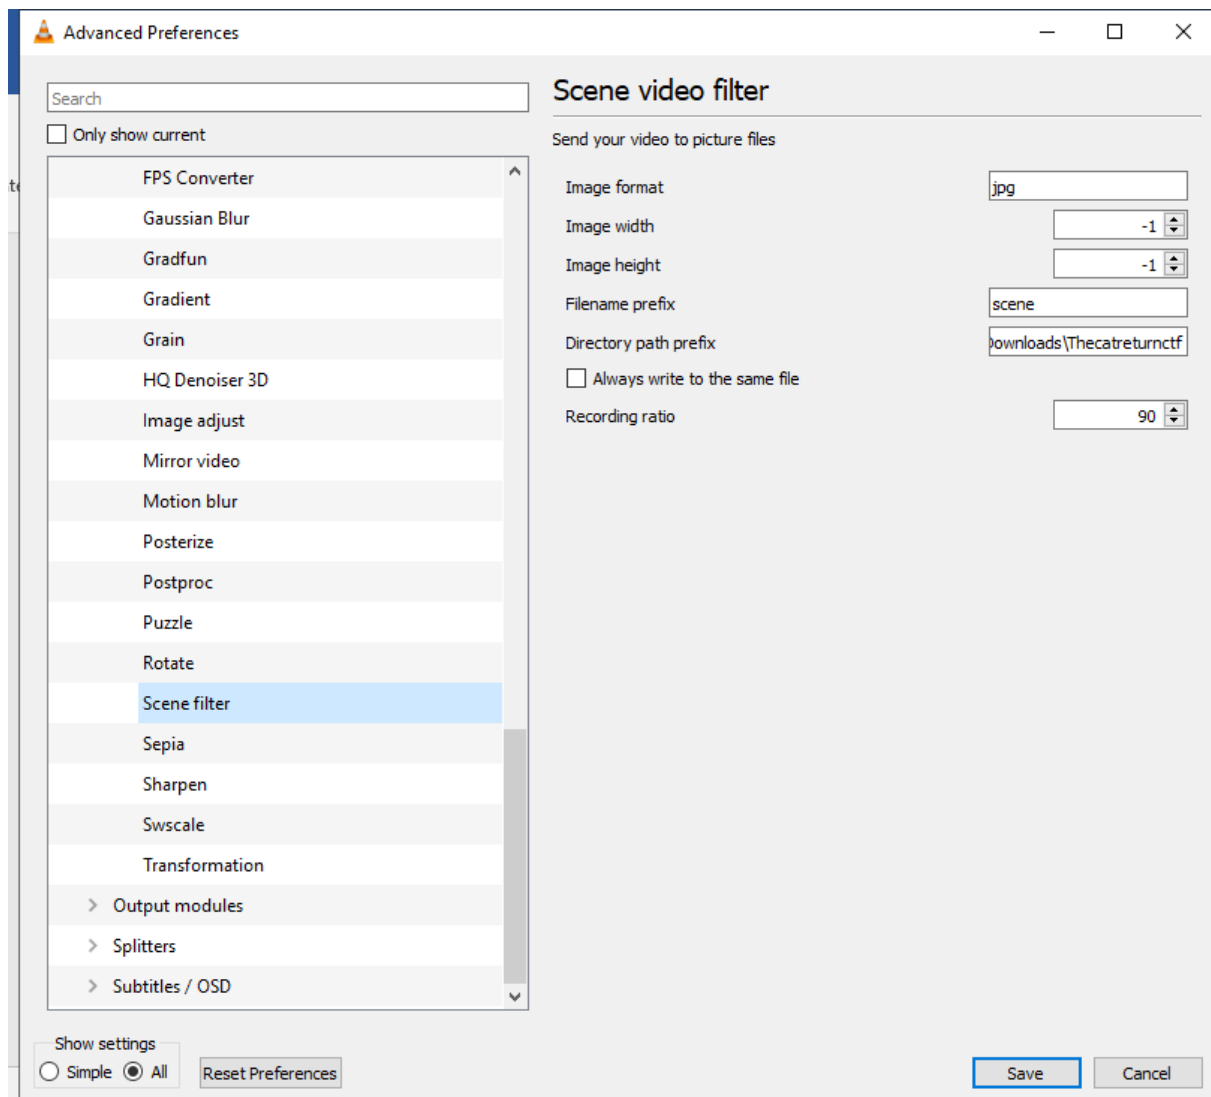 Advanced Preferences
Search
Only show current
FPS Converter
Gaussian Blur
Gradfun
Gradient
Grain
HQ Denoiser 3D
Image adjust
Mirror video
Motion blur
Posterize
Postproc
Puzzle
Rotate
Scene filter
Sepia
Sharpen
Swscale
Transformation
Output modules
Splitters
Subtitles / OSD
Show settings
Simple
All
Reset Preferences
Scene video filter
Send your video to picture files
Image format
jpg
Image width
-1
Image height
-1
Filename prefix
scene
Directory path prefix
Downloads\Thecatreturnctf
Always write to the same file
Recording ratio
90
Save
Cancel